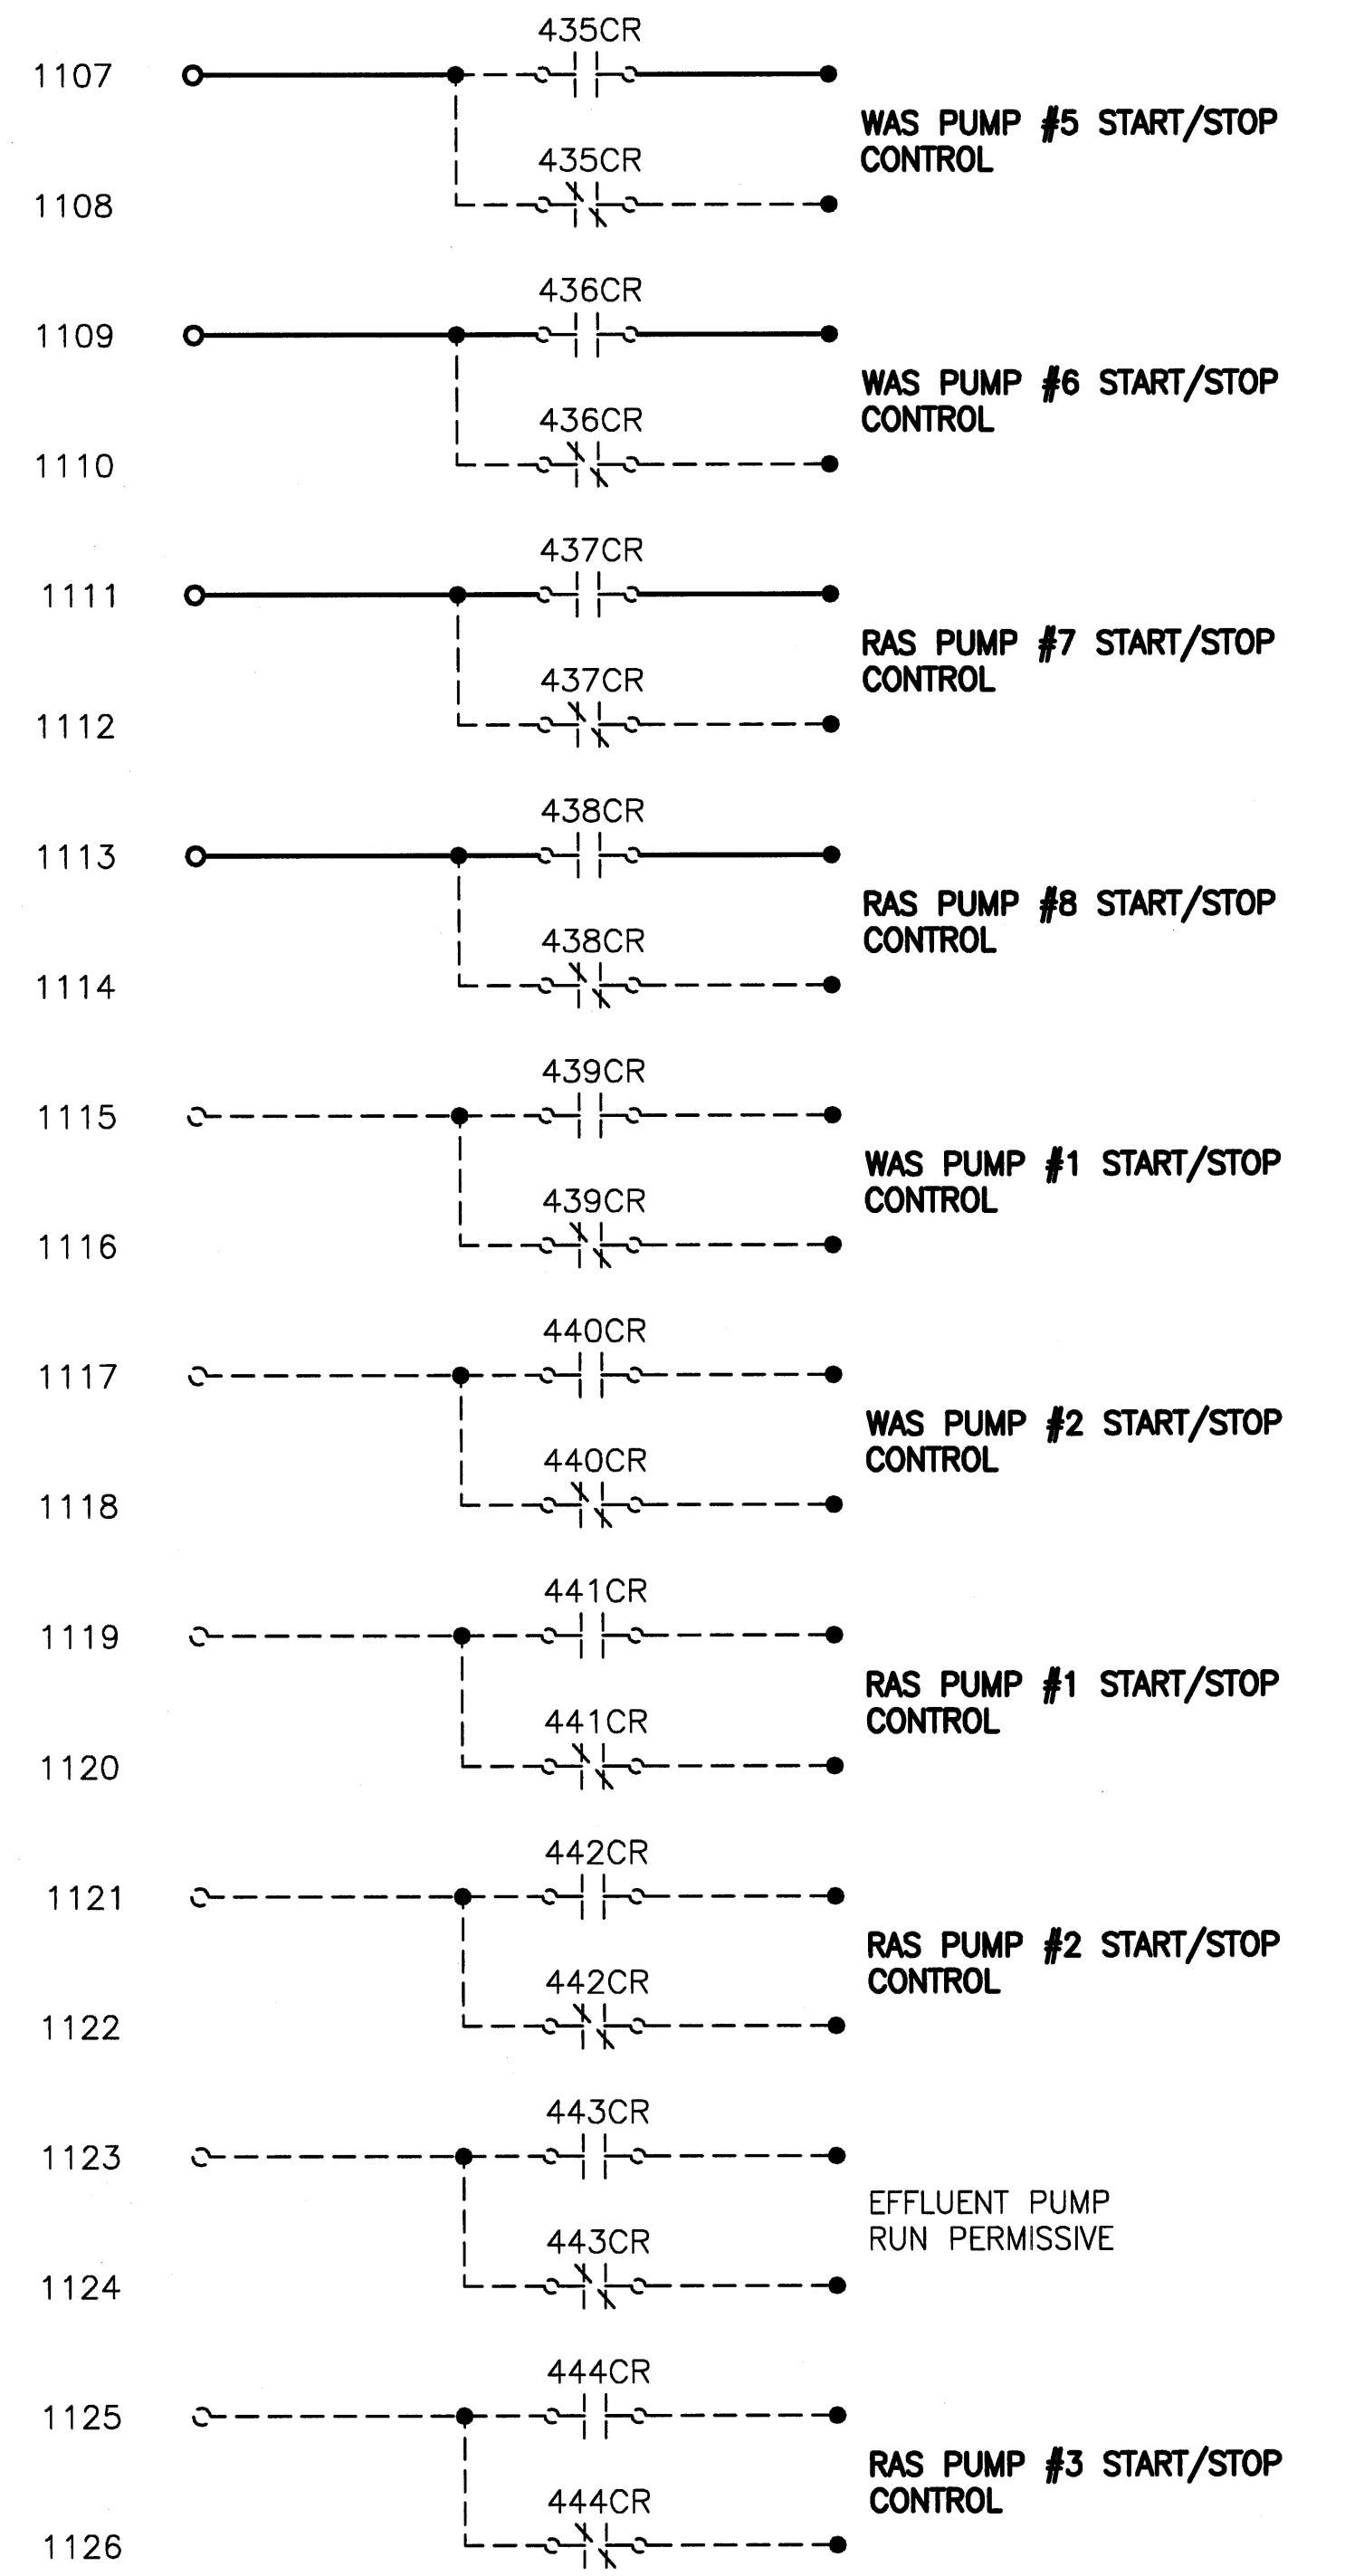 435CR
1107
WAS PUMP #5 START/STOP
CONTROL
435CR
1108
436CR
1109
WAS PUMP #6 START/STOP
CONTROL
436CR
1110
437CR
1111
RAS PUMP #7 START/STOP
CONTROL
437CR
1112
438CR
1113
RAS PUMP #8 START/STOP
CONTROL
438CR
1114
439CR
1115
WAS PUMP #1 START/STOP
CONTROL
439CR
1116
440CR
1117
WAS PUMP #2 START/STOP
CONTROL
440CR
1118
441CR
1119
RAS PUMP #1 START/STOP
CONTROL
441CR
1120
442CR
1121
RAS PUMP #2 START/STOP
CONTROL
442CR
1122
443CR
1123
EFFLUENT PUMP
RUN PERMISSIVE
443CR
1124
444CR
1125
RAS PUMP #3 START/STOP
CONTROL
444CR
1126